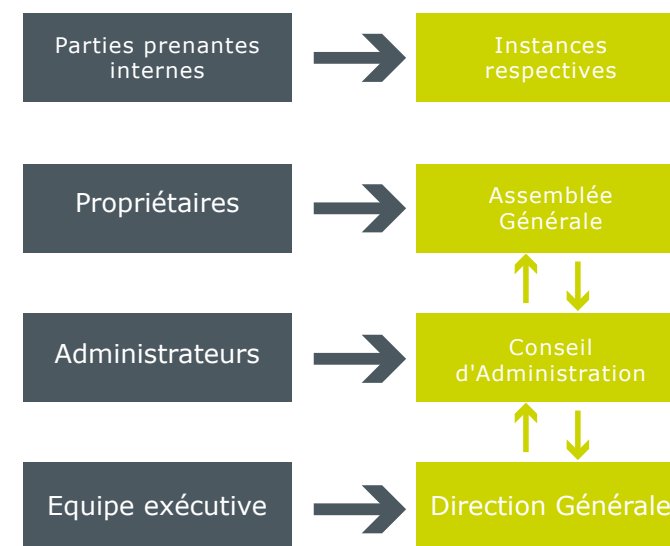 Parties prenantes
internes
Instances
respectives
Propriétaires
Assemblée
Générale
Administrateurs
Conseil
d'Administration
Equipe exécutive
Direction Générale